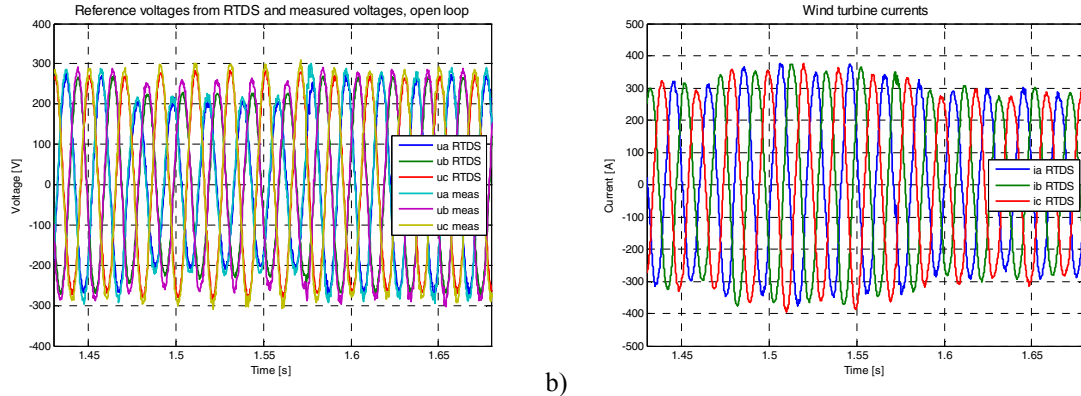 Reference voltages from RTDS and measured voltages, open loop
400
300
200
100
0
-100
-200
-300
-400
Voltage [V]
ua RTDS
ub RTDS
uc RTDS
ua meas
ub meas
uc meas
1.45
1.5
1.55
1.6
1.65
Time [s]
b)
Wind turbine currents
500
400
300
200
100
0
-100
-200
-300
-400
-500
Current [A]
ia RTDS
ib RTDS
ic RTDS
1.45
1.5
1.55
1.6
1.65
Time [s]